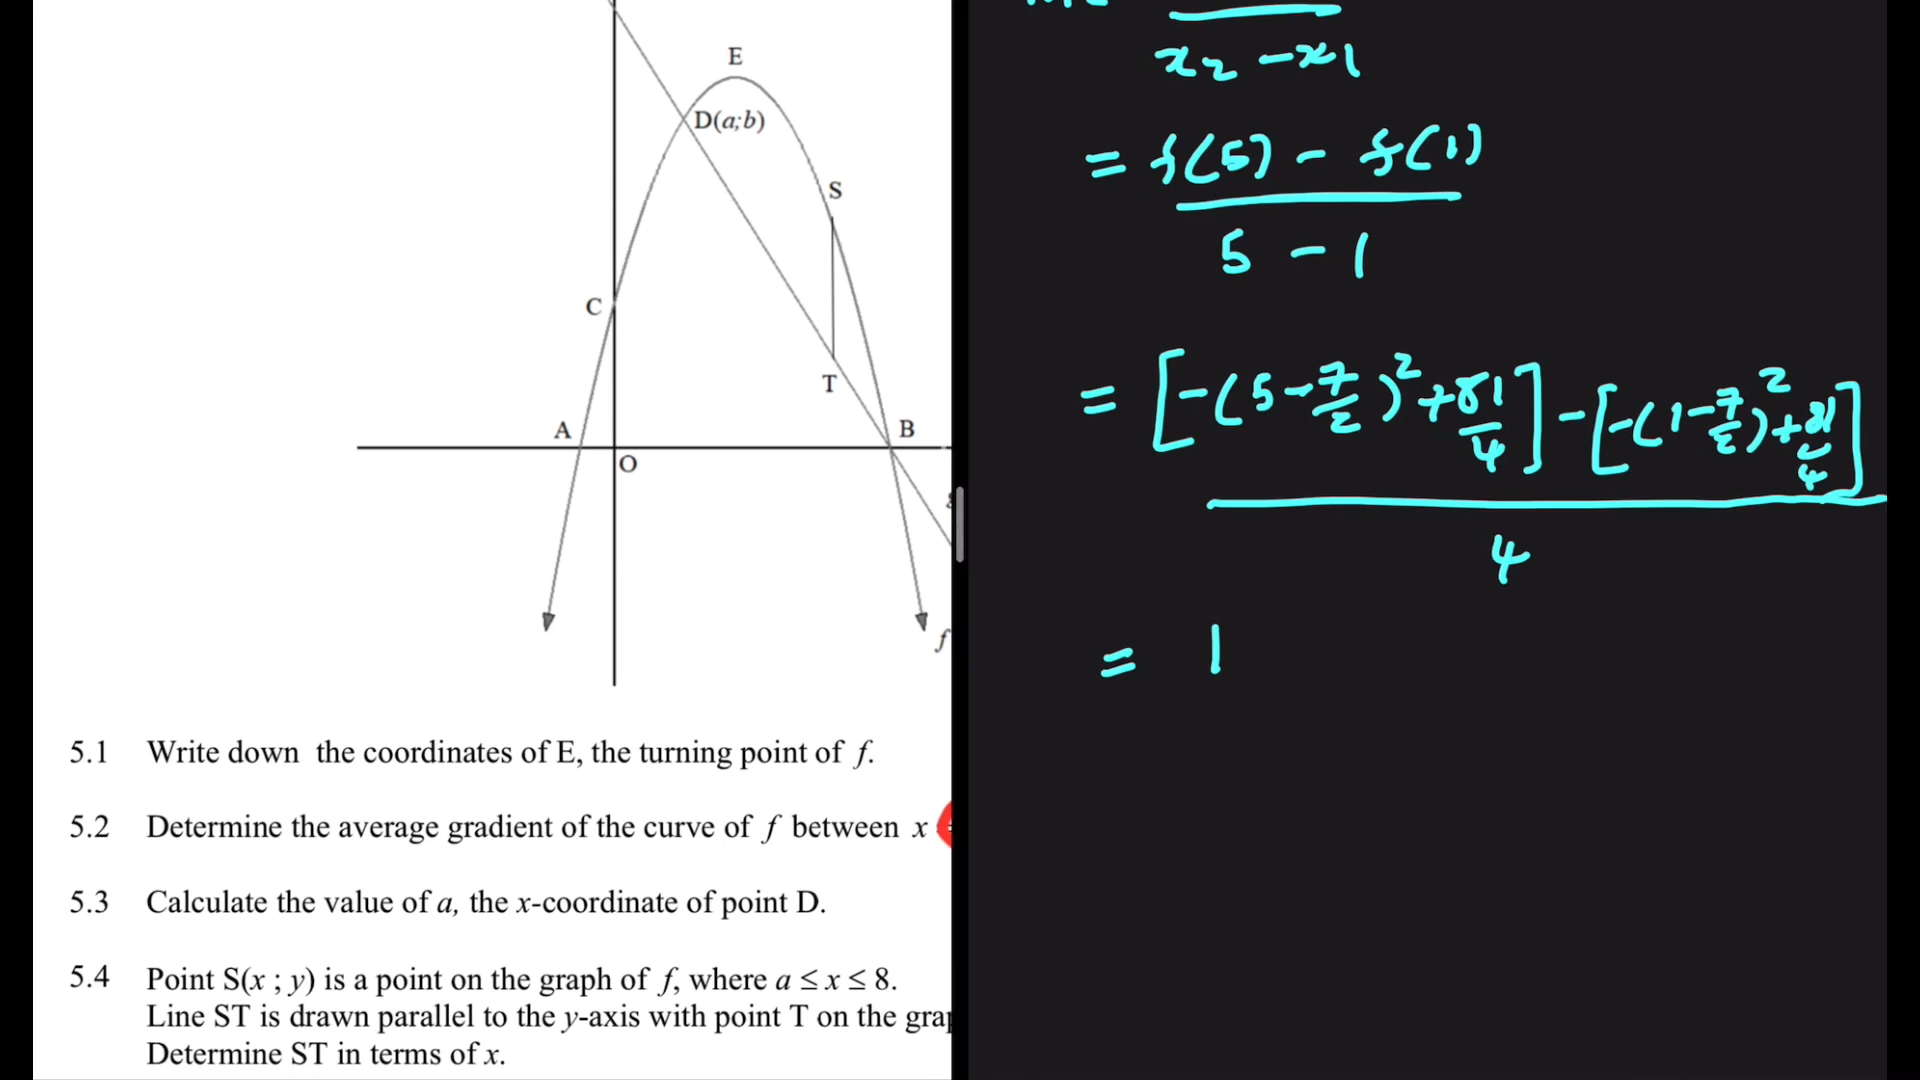 E
D(a;b)
S
C
T
A
B
O
f
5.1 Write down the coordinates of E, the turning point of f.
5.2 Determine the average gradient of the curve of f between x
5.3 Calculate the value of a, the x-coordinate of point D.
5.4 Point S(x ; y) is a point on the graph of f, where a ≤ x ≤ 8.
Line ST is drawn parallel to the y-axis with point T on the
Determine ST in terms of x.
x2 - x1
= f(5) - f(1)
5 - 1
= [-(5-7/2)²+81/4] - [-(1-7/2)²+81/4]
4
= 1